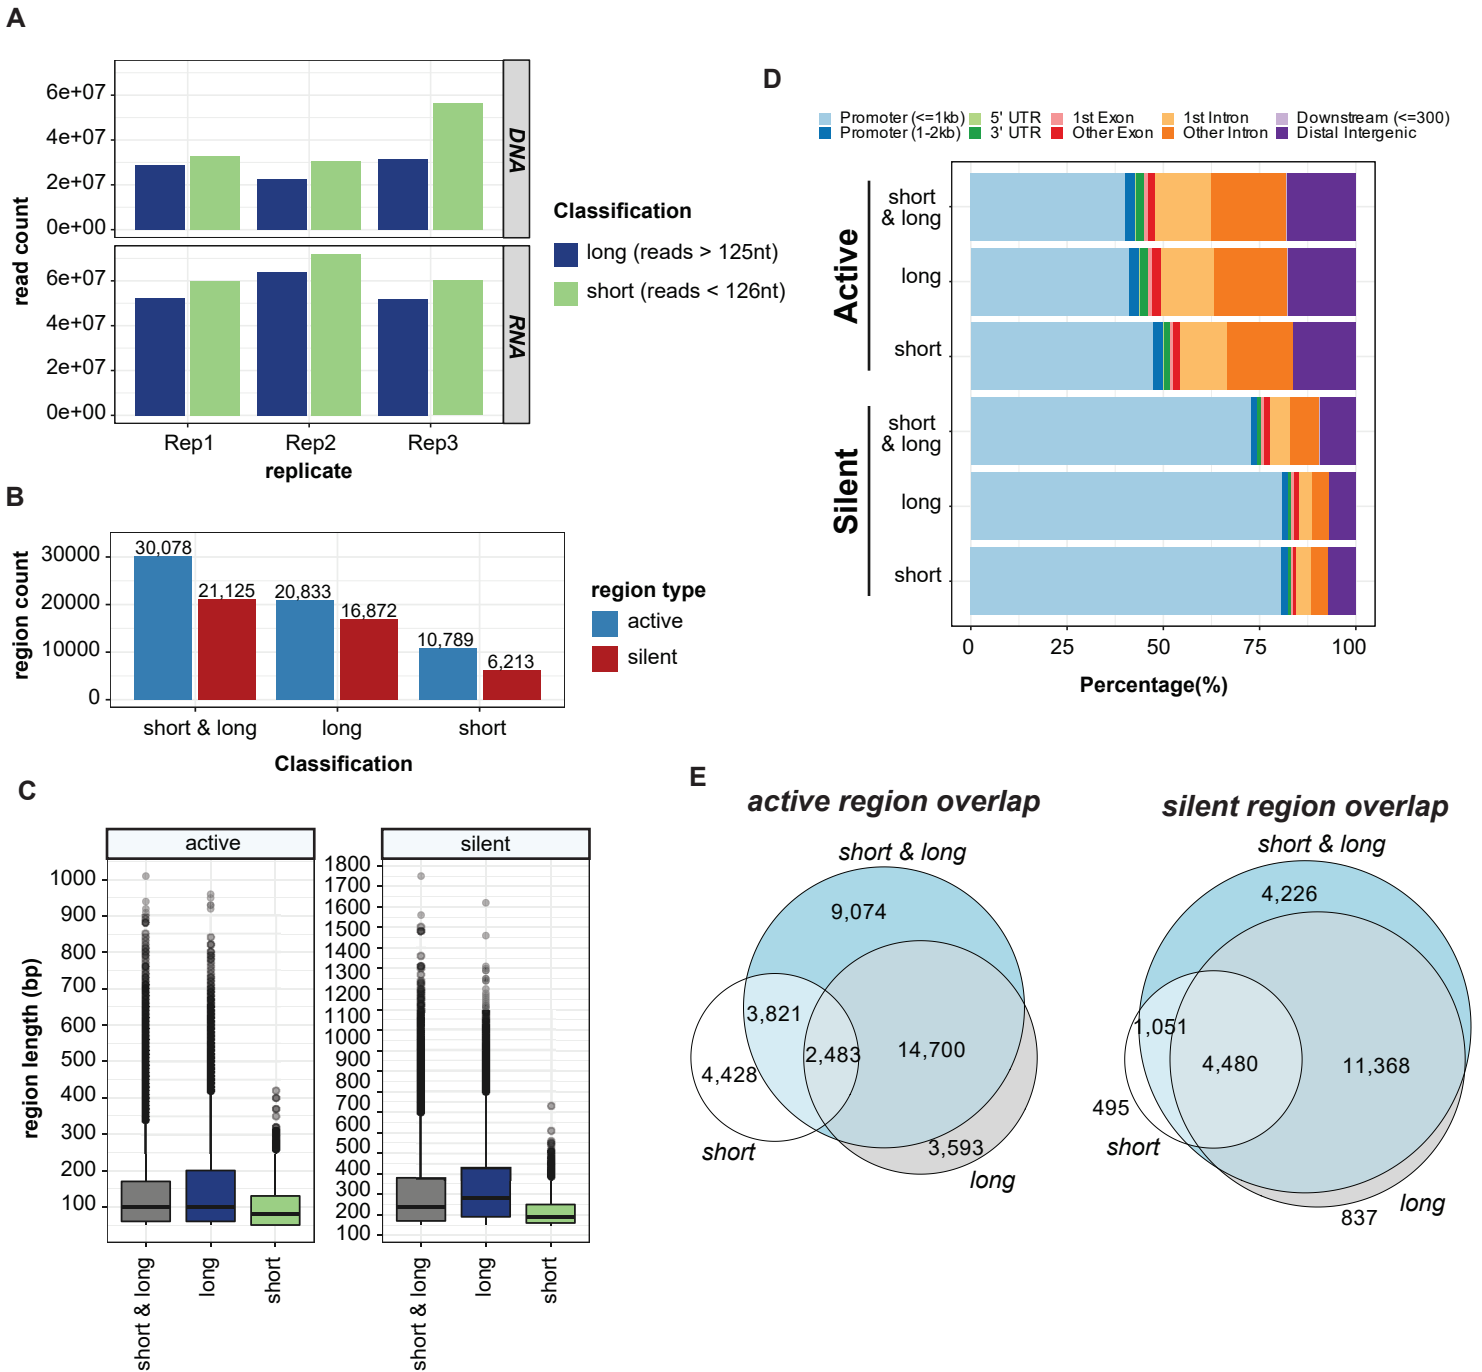 A
6e+07
4e+07
2e+07
0e+00
DNA
6e+07
4e+07
2e+07
0e+00
RNA
read count
Rep1 Rep2 Rep3
replicate
Classification
long (reads > 125nt)
short (reads < 126nt)
B
30000
20000
10000
0
region count
30,078
21,125
20,833
16,872
10,789
6,213
short & long long short
Classification
region type
active
silent
C
active
1000
900
800
700
600
500
400
300
200
100
region length (bp)
short & long
long
short
silent
1800
1700
1600
1500
1400
1300
1200
1100
1000
900
800
700
600
500
400
300
200
100
short & long
long
short
D
Promoter (<=1kb) 5' UTR 1st Exon 1st Intron Downstream (<=300)
Promoter (1-2kb) 3' UTR Other Exon Other Intron Distal Intergenic
Active
short
& long
long
short
Silent
short
& long
long
short
0 25 50 75 100
Percentage(%)
E
active region overlap
short & long
9,074
3,821
2,483
14,700
4,428
3,593
short
long
silent region overlap
short & long
4,226
1,051
4,480
11,368
495
short
long
837